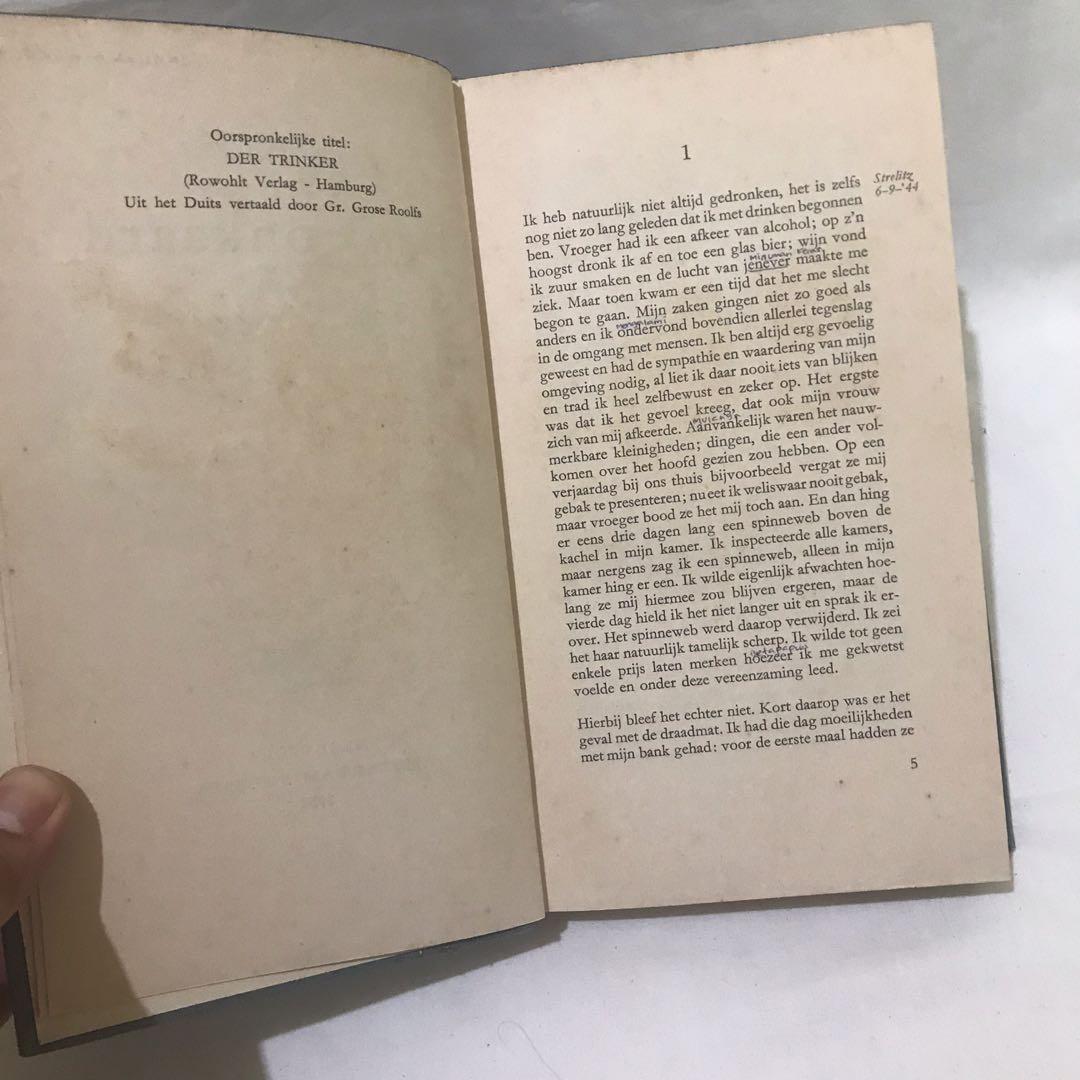 Oorspronkelijke titel:
DER TRINKER
(Rowohlt Verlag - Hamburg)
Uit het Duits vertaald door Gr. Grose Roolfs
1
Strelitz
6-9-'44
Ik heb natuurlijk niet altijd gedronken, het is zelfs
nog niet zo lang geleden dat ik met drinken begonnen
ben. Vroeger had ik een afkeer van alcohol; op z'n
hoogst dronk ik af en toe een glas bier; wijn vond
minuman keras
ik zuur smaken en de lucht van jenever maakte me
ziek. Maar toen kwam er een tijd dat het me slecht
begon te gaan. Mijn zaken gingen niet zo goed als
mengalami
anders en ik ondervond bovendien allerlei tegenslag
in de omgang met mensen. Ik ben altijd erg gevoelig
geweest en had de sympathie en waardering van mijn
omgeving nodig, al liet ik daar nooit iets van blijken
en trad ik heel zelfbewust en zeker op. Het ergste
was dat ik het gevoel kreeg, dat ook mijn vrouw
zich van mij afkeerde. Aanvankelijk waren het nauw-
merkbare kleinigheden; dingen, die een ander vol-
komen over het hoofd gezien zou hebben. Op een
verjaardag bij ons thuis bijvoorbeeld vergat ze mij
gebak te presenteren; nu eet ik weliswaar nooit gebak,
maar vroeger bood ze het mij toch aan. En dan hing
er eens drie dagen lang een spinneweb boven de
kachel in mijn kamer. Ik inspecteerde alle kamers,
maar nergens zag ik een spinneweb, alleen in mijn
kamer hing er een. Ik wilde eigenlijk afwachten hoe-
lang ze mij hiermee zou blijven ergeren, maar de
vierde dag hield ik het niet langer uit en sprak ik er-
over. Het spinneweb werd daarop verwijderd. Ik zei
het haar natuurlijk tamelijk scherp. Ik wilde tot geen
enkele prijs laten merken hoezeer ik me gekwetst
voelde en onder deze vereenzaming leed.
Hierbij bleef het echter niet. Kort daarop was er het
geval met de draadmat. Ik had die dag moeilijkheden
met mijn bank gehad: voor de eerste maal hadden ze
5